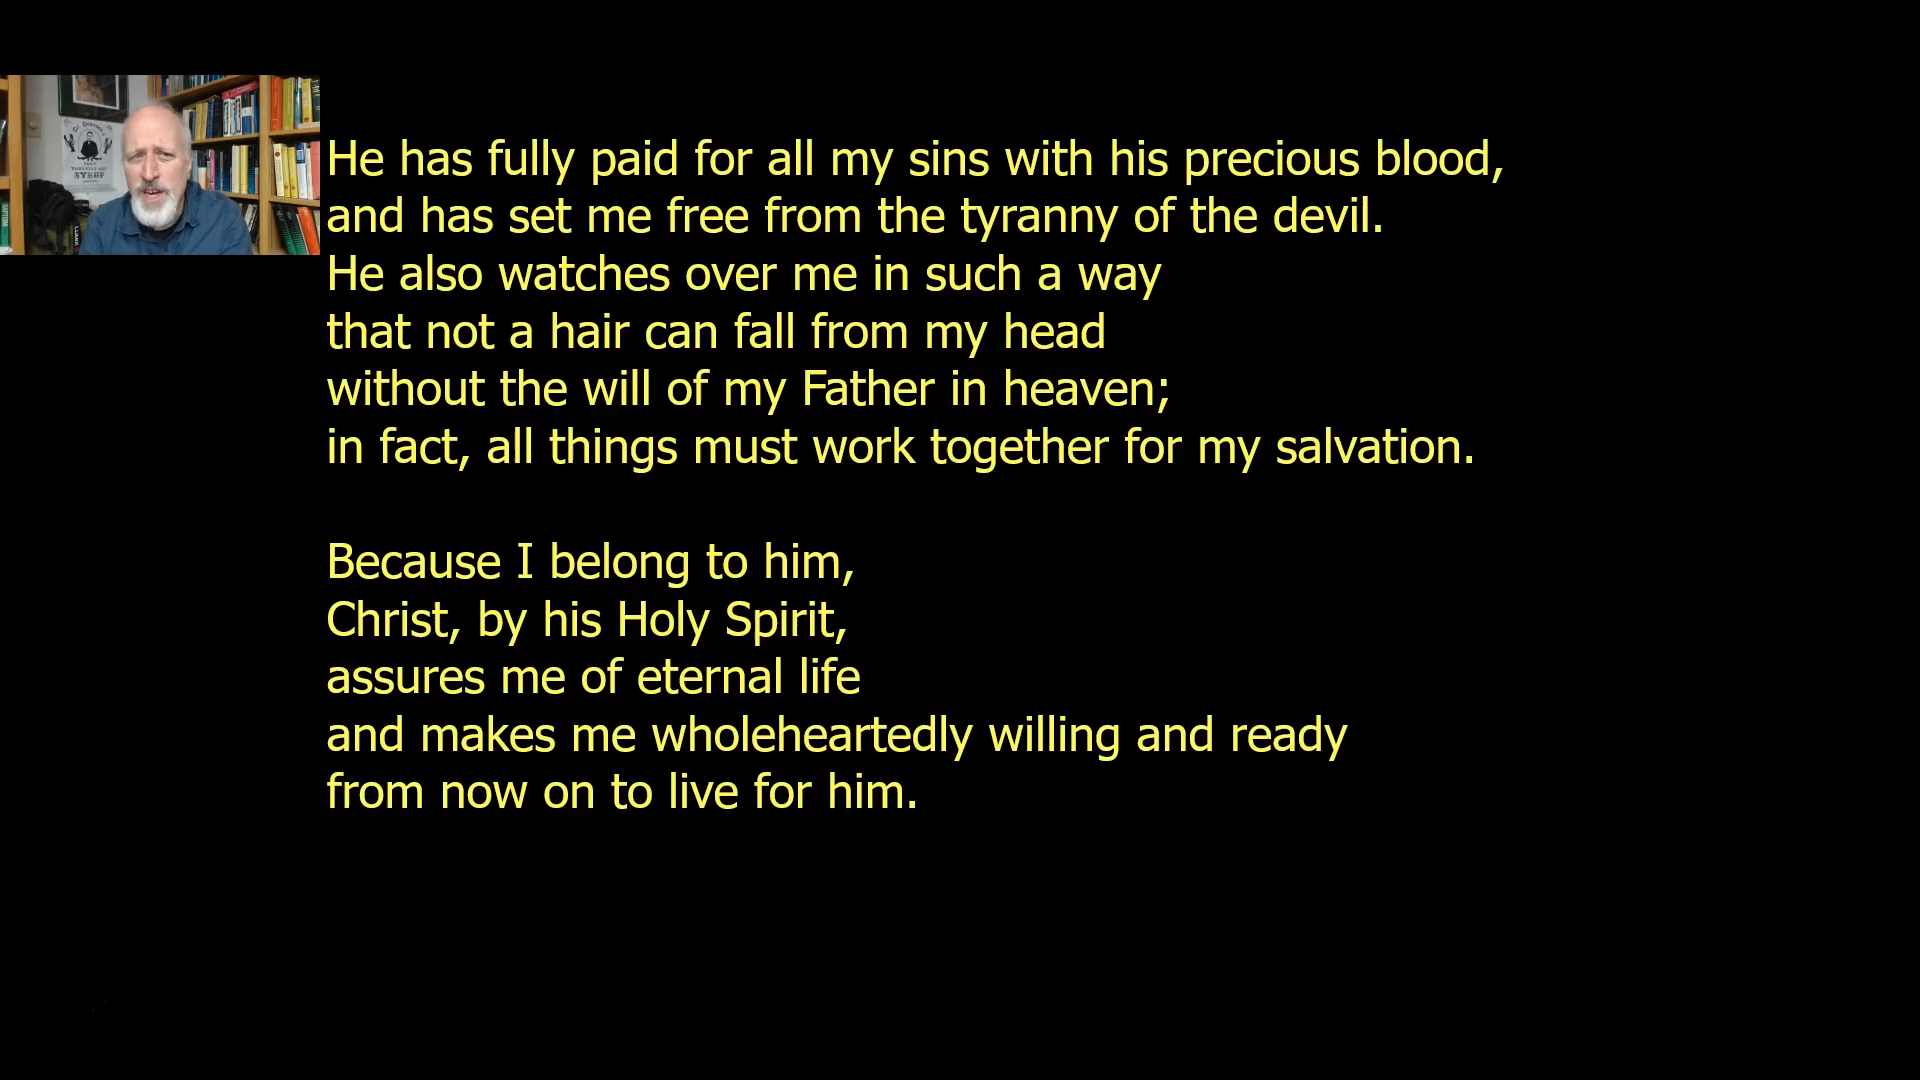 He has fully paid for all my sins with his precious blood,
and has set me free from the tyranny of the devil.
He also watches over me in such a way
that not a hair can fall from my head
without the will of my Father in heaven;
in fact, all things must work together for my salvation.
Because I belong to him,
Christ, by his Holy Spirit,
assures me of eternal life
and makes me wholeheartedly willing and ready
from now on to live for him.